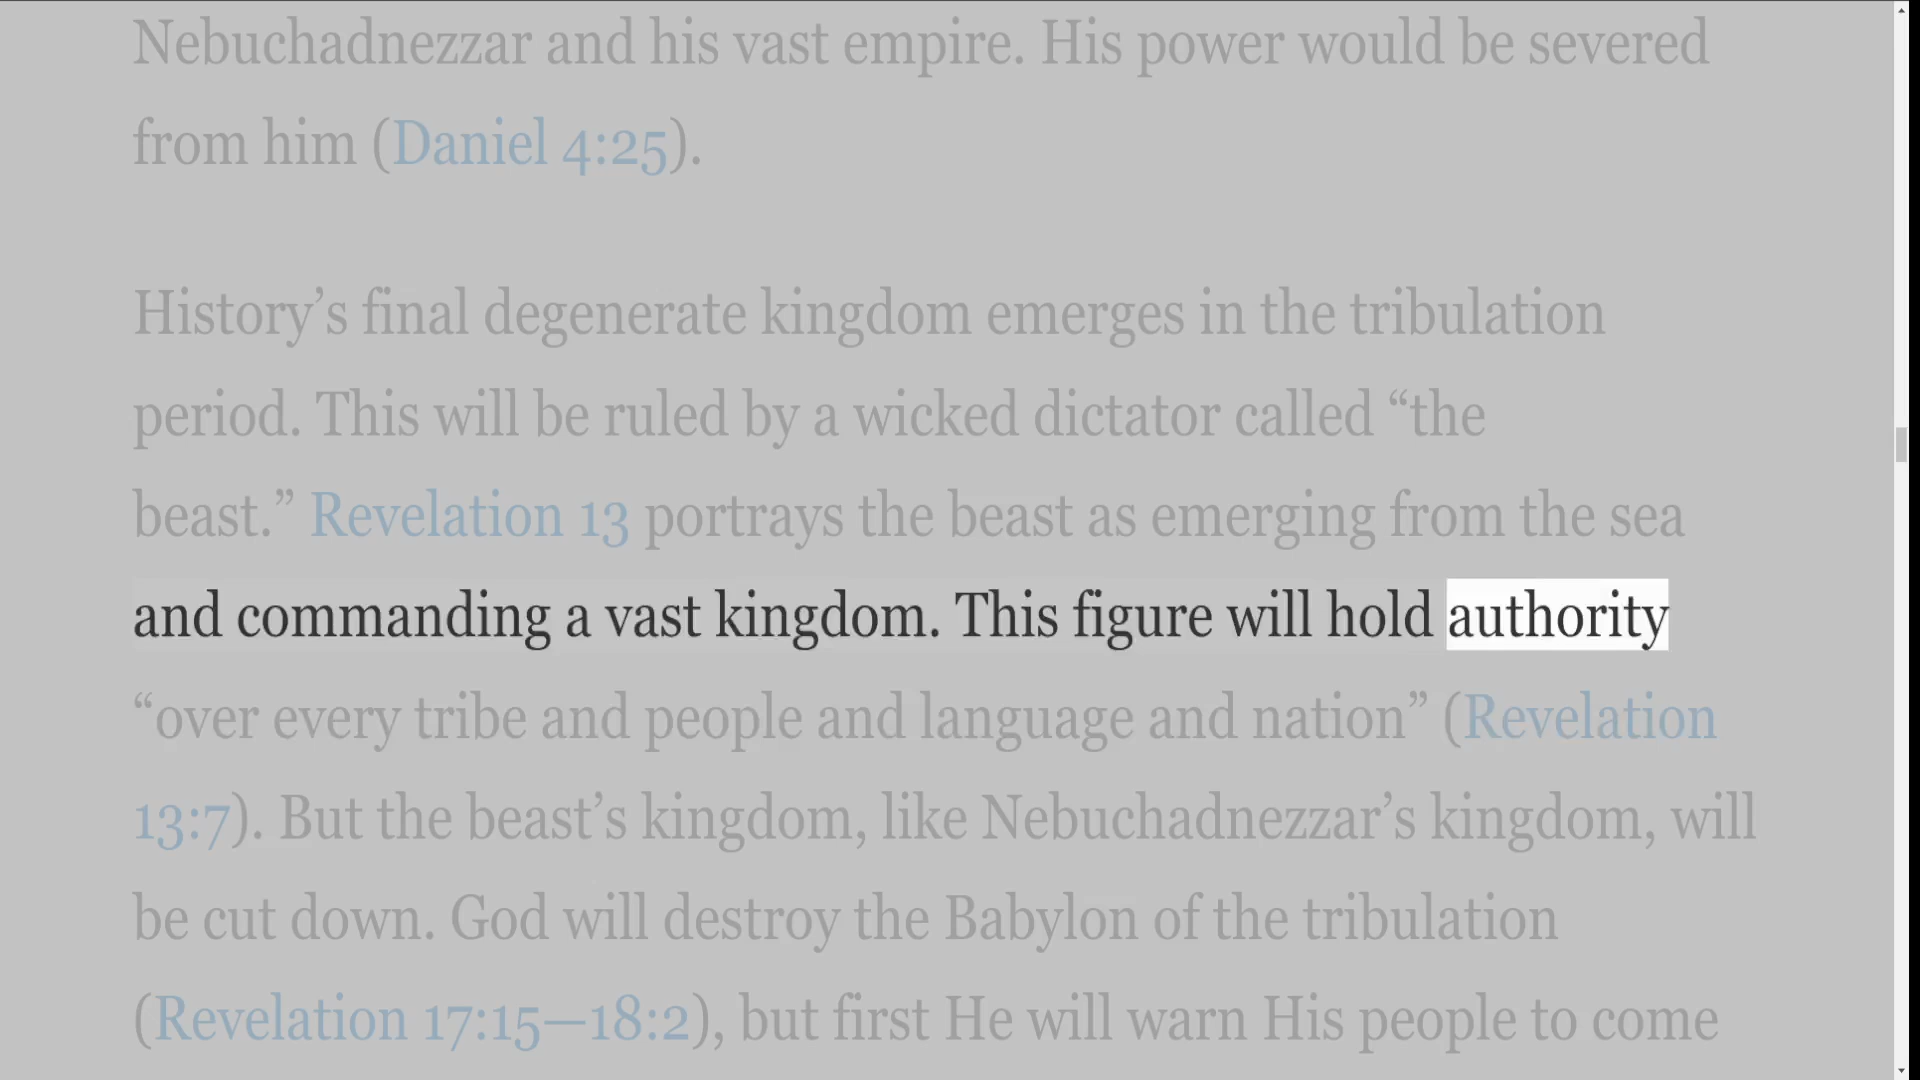 Nebuchadnezzar and his vast empire. His power would be severed
from him (Daniel 4:25).
History’s final degenerate kingdom emerges in the tribulation
period. This will be ruled by a wicked dictator called “the
beast.” Revelation 13 portrays the beast as emerging from the sea
and commanding a vast kingdom. This figure will hold authority
“over every tribe and people and language and nation” (Revelation
13:7). But the beast’s kingdom, like Nebuchadnezzar’s kingdom, will
be cut down. God will destroy the Babylon of the tribulation
(Revelation 17:15—18:2), but first He will warn His people to come